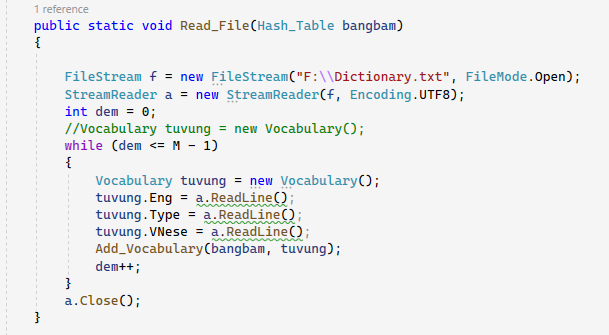 1 reference
public static void Read_File(Hash_Table bangbam)
{
FileStream f = new FileStream("F:\\Dictionary.txt", FileMode.Open);
StreamReader a = new StreamReader(f, Encoding.UTF8);
int dem = 0;
//Vocabulary tuvung = new Vocabulary();
while (dem <= M - 1)
{
Vocabulary tuvung = new Vocabulary();
tuvung.Eng = a.ReadLine();
tuvung.Type = a.ReadLine();
tuvung.VNese = a.ReadLine();
Add_Vocabulary(bangbam, tuvung);
dem++;
}
a.Close();
}